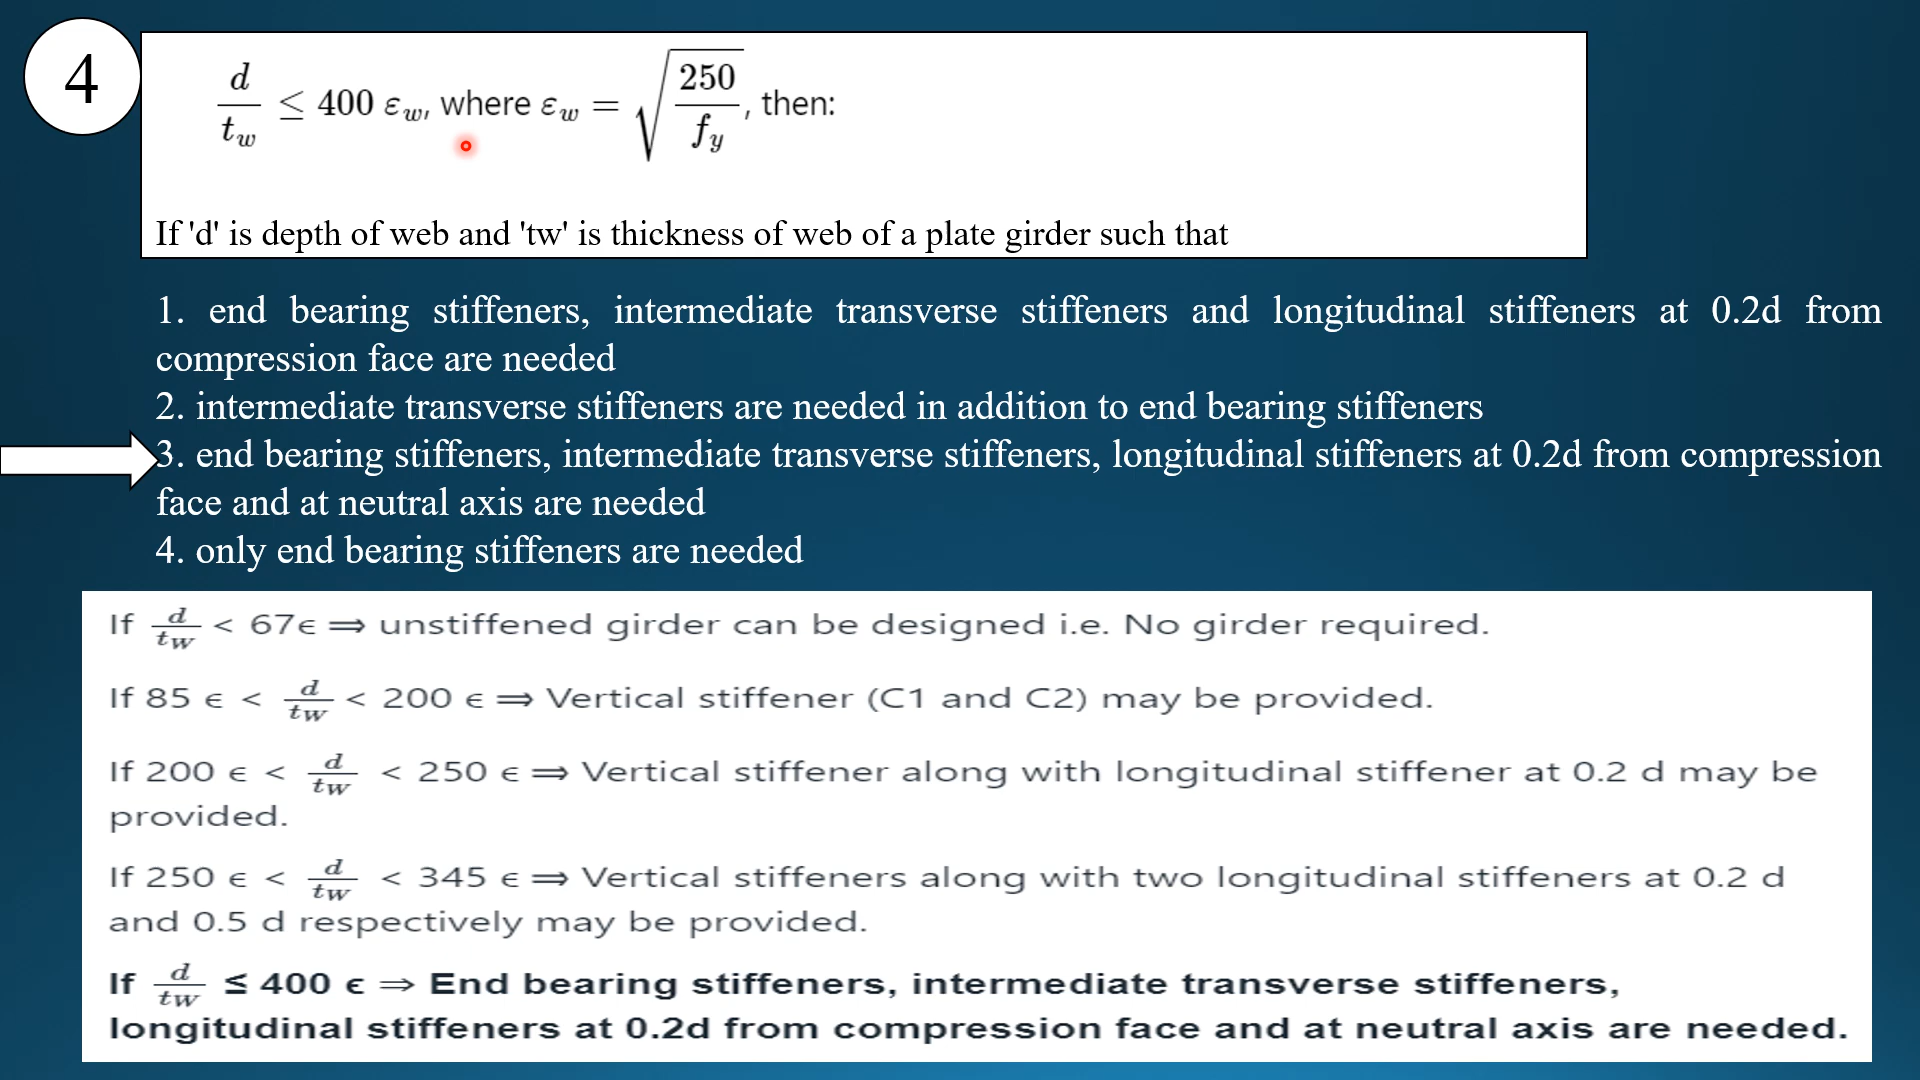 4
d/t_w ≤ 400 ε_w, where ε_w = √(250/f_y), then:
If 'd' is depth of web and 'tw' is thickness of web of a plate girder such that
1. end bearing stiffeners, intermediate transverse stiffeners and longitudinal stiffeners at 0.2d from
compression face are needed
2. intermediate transverse stiffeners are needed in addition to end bearing stiffeners
3. end bearing stiffeners, intermediate transverse stiffeners, longitudinal stiffeners at 0.2d from compression
face and at neutral axis are needed
4. only end bearing stiffeners are needed
If d/tw < 67ϵ ⟹ unstiffened girder can be designed i.e. No girder required.
If 85 ϵ < d/tw < 200 ϵ ⟹ Vertical stiffener (C1 and C2) may be provided.
If 200 ϵ < d/tw < 250 ϵ ⟹ Vertical stiffener along with longitudinal stiffener at 0.2 d may be
provided.
If 250 ϵ < d/tw < 345 ϵ ⟹ Vertical stiffeners along with two longitudinal stiffeners at 0.2 d
and 0.5 d respectively may be provided.
If d/tw ≤ 400 ϵ ⇒ End bearing stiffeners, intermediate transverse stiffeners,
longitudinal stiffeners at 0.2d from compression face and at neutral axis are needed.